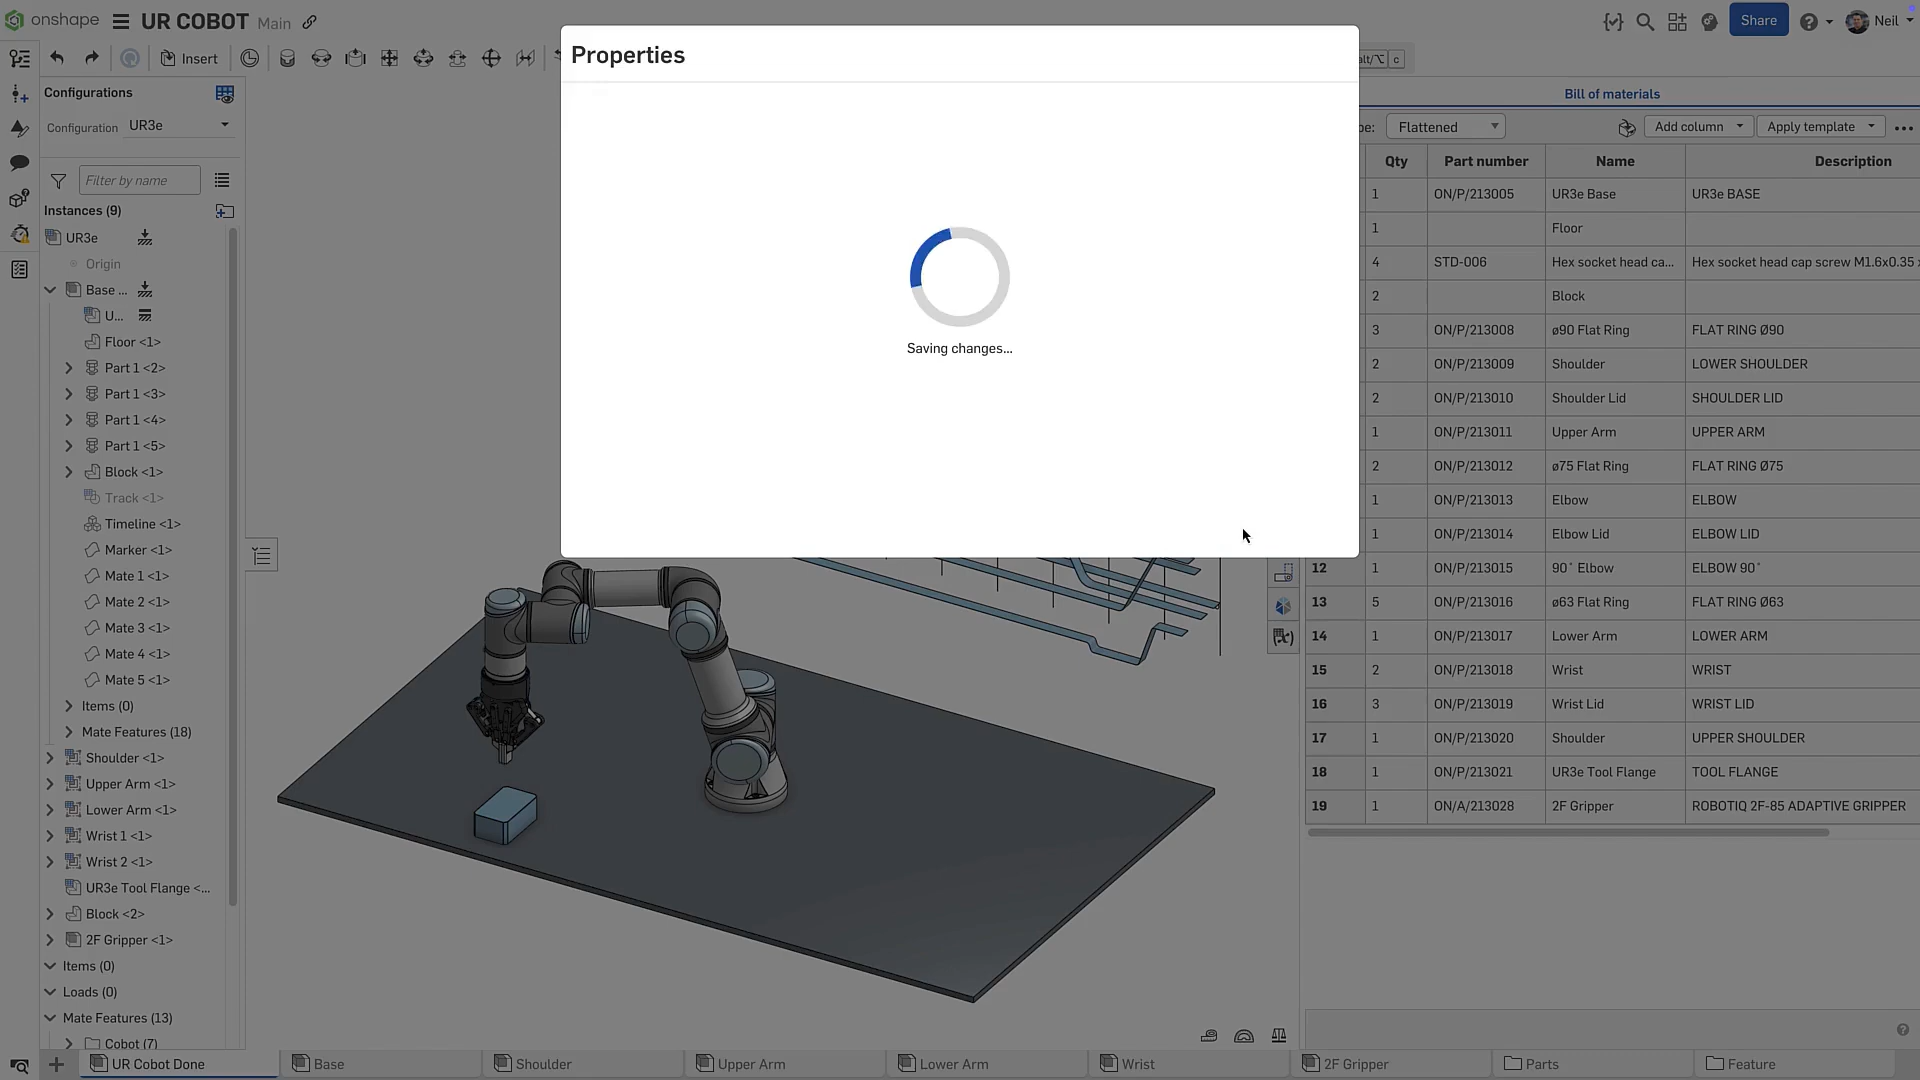 onshape
UR COBOT Main
Share
Neil
Insert
alt/⌥ c
Properties
Saving changes...
Configurations
Configuration UR3e
Filter by name
Instances (9)
UR3e
Origin
Base ...
U...
Floor <1>
Part 1 <2>
Part 1 <3>
Part 1 <4>
Part 1 <5>
Block <1>
Track <1>
Timeline <1>
Marker <1>
Mate 1 <1>
Mate 2 <1>
Mate 3 <1>
Mate 4 <1>
Mate 5 <1>
Items (0)
Mate Features (18)
Shoulder <1>
Upper Arm <1>
Lower Arm <1>
Wrist 1 <1>
Wrist 2 <1>
UR3e Tool Flange <...
Block <2>
2F Gripper <1>
Items (0)
Loads (0)
Mate Features (13)
Cobot (7)
Bill of materials
pe: Flattened Add column Apply template
Qty Part number Name Description
1 ON/P/213005 UR3e Base UR3e BASE
1 Floor
4 STD-006 Hex socket head ca... Hex socket head cap screw M1.6x0.35 x
2 Block
3 ON/P/213008 ø90 Flat Ring FLAT RING Ø90
2 ON/P/213009 Shoulder LOWER SHOULDER
2 ON/P/213010 Shoulder Lid SHOULDER LID
1 ON/P/213011 Upper Arm UPPER ARM
2 ON/P/213012 ø75 Flat Ring FLAT RING Ø75
1 ON/P/213013 Elbow ELBOW
1 ON/P/213014 Elbow Lid ELBOW LID
12 1 ON/P/213015 90° Elbow ELBOW 90°
13 5 ON/P/213016 ø63 Flat Ring FLAT RING Ø63
14 1 ON/P/213017 Lower Arm LOWER ARM
15 2 ON/P/213018 Wrist WRIST
16 3 ON/P/213019 Wrist Lid WRIST LID
17 1 ON/P/213020 Shoulder UPPER SHOULDER
18 1 ON/P/213021 UR3e Tool Flange TOOL FLANGE
19 1 ON/A/213028 2F Gripper ROBOTIQ 2F-85 ADAPTIVE GRIPPER
UR Cobot Done Base Shoulder Upper Arm Lower Arm Wrist 2F Gripper Parts Feature